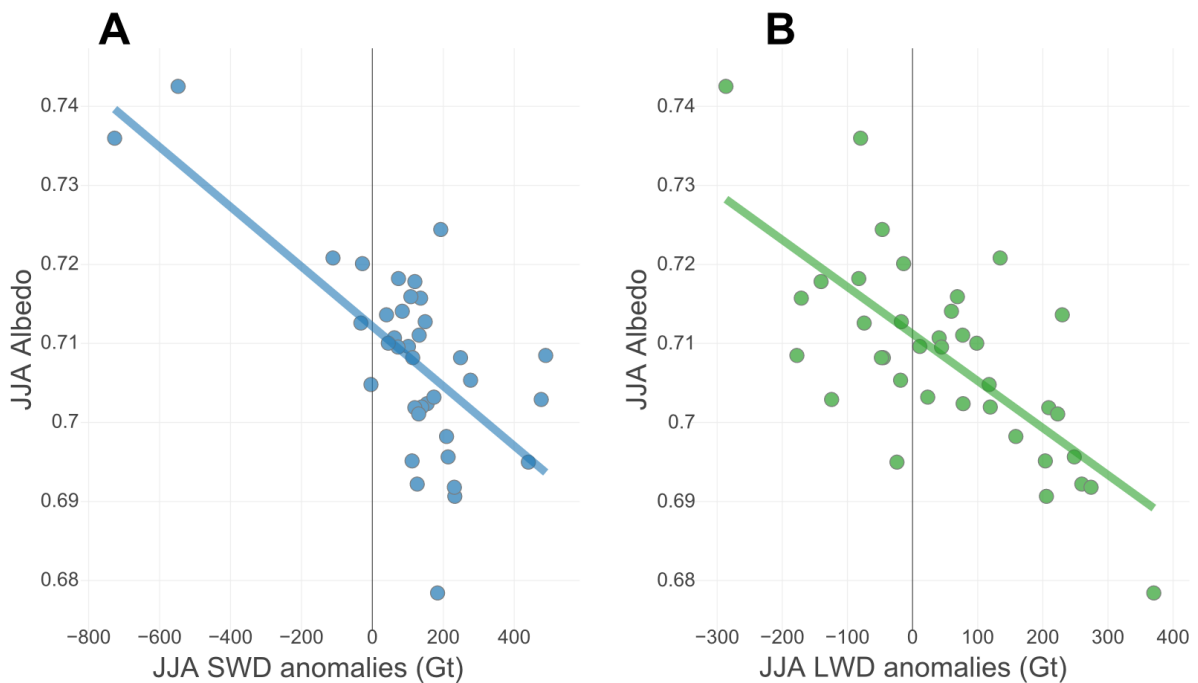 A
JJA Albedo
0.74
0.73
0.72
0.71
0.7
0.69
0.68
−800 −600 −400 −200 0 200 400
JJA SWD anomalies (Gt)
B
JJA Albedo
0.74
0.73
0.72
0.71
0.7
0.69
0.68
−300 −200 −100 0 100 200 300 400
JJA LWD anomalies (Gt)